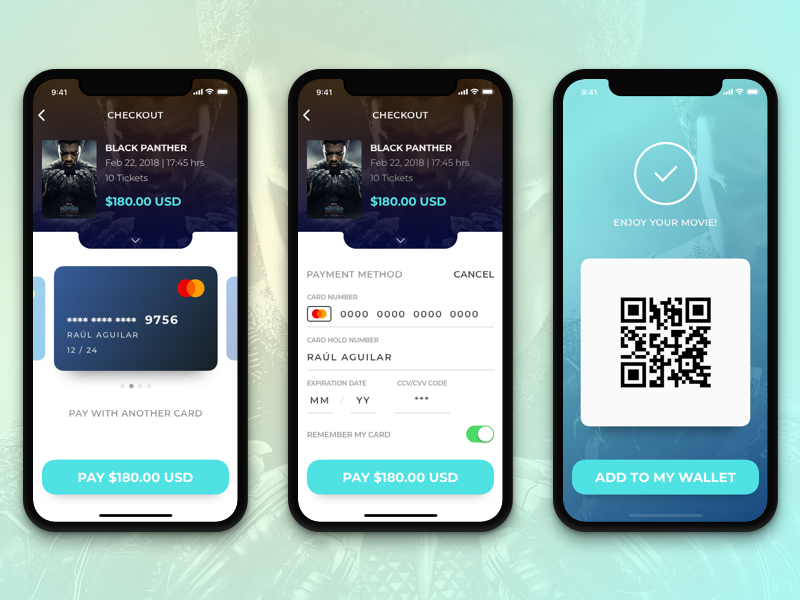 9:41
CHECKOUT
BLACK PANTHER
Feb 22, 2018 | 17:45 hrs
10 Tickets
$180.00 USD
**** **** **** 9756
RAÚL AGUILAR
12 / 24
PAY WITH ANOTHER CARD
PAY $180.00 USD
9:41
CHECKOUT
BLACK PANTHER
Feb 22, 2018 | 17:45 hrs
10 Tickets
$180.00 USD
PAYMENT METHOD CANCEL
CARD NUMBER
0000 0000 0000 0000
CARD HOLD NUMBER
RAÚL AGUILAR
EXPIRATION DATE CCV/CVV CODE
MM / YY ***
REMEMBER MY CARD
PAY $180.00 USD
9:41
ENJOY YOUR MOVIE!
ADD TO MY WALLET